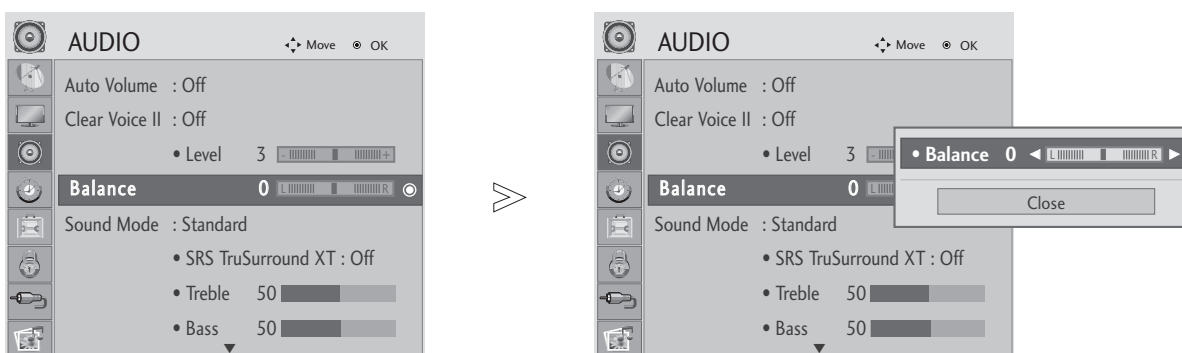 AUDIO
Move OK
Auto Volume : Off
Clear Voice II : Off
• Level 3 - +
Balance 0 L R
Sound Mode : Standard
• SRS TruSurround XT : Off
• Treble 50
• Bass 50
AUDIO
Move OK
Auto Volume : Off
Clear Voice II : Off
• Level 3 -
Balance 0 L
Sound Mode : Standard
• SRS TruSurround XT : Off
• Treble 50
• Bass 50
• Balance 0 L R
Close